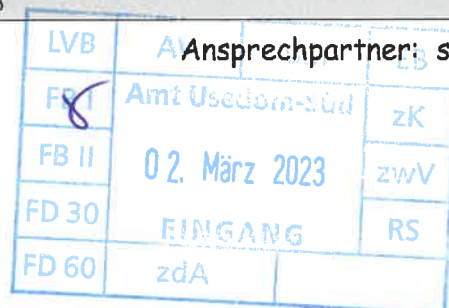 Ansprechpartner: s
LVB
FB I
Amt Usedom-Süd
zK
FB II
02. März 2023
zwV
FD 30
EINGANG
RS
FD 60
zdA